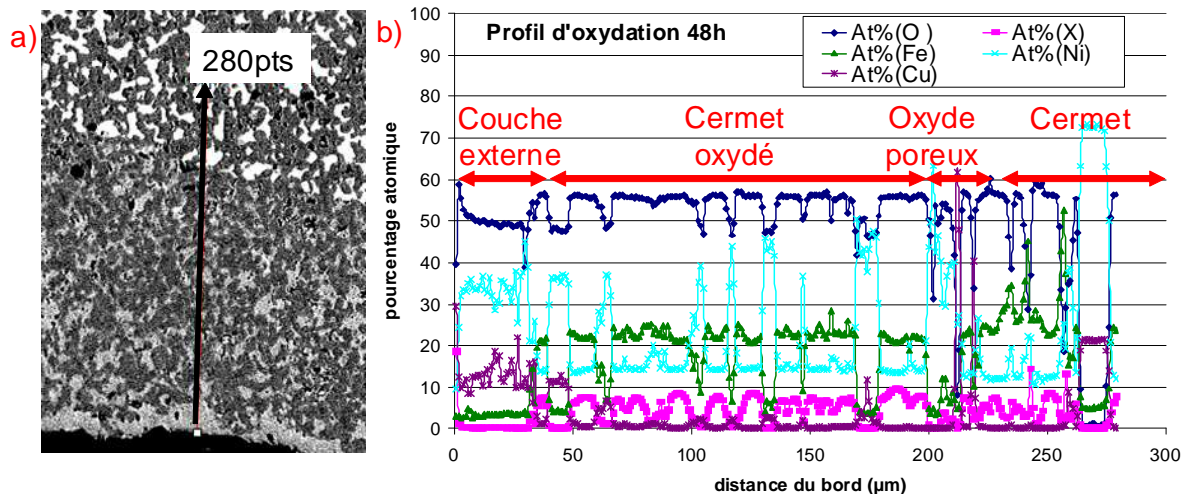 a)
280pts
b)
Profil d'oxydation 48h
At%(O )
At%(X)
At%(Fe)
At%(Ni)
At%(Cu)
Couche externe
Cermet oxydé
Oxyde poreux
Cermet
pourcentage atomique
100
90
80
70
60
50
40
30
20
10
0
0
50
100
150
200
250
300
distance du bord (µm)